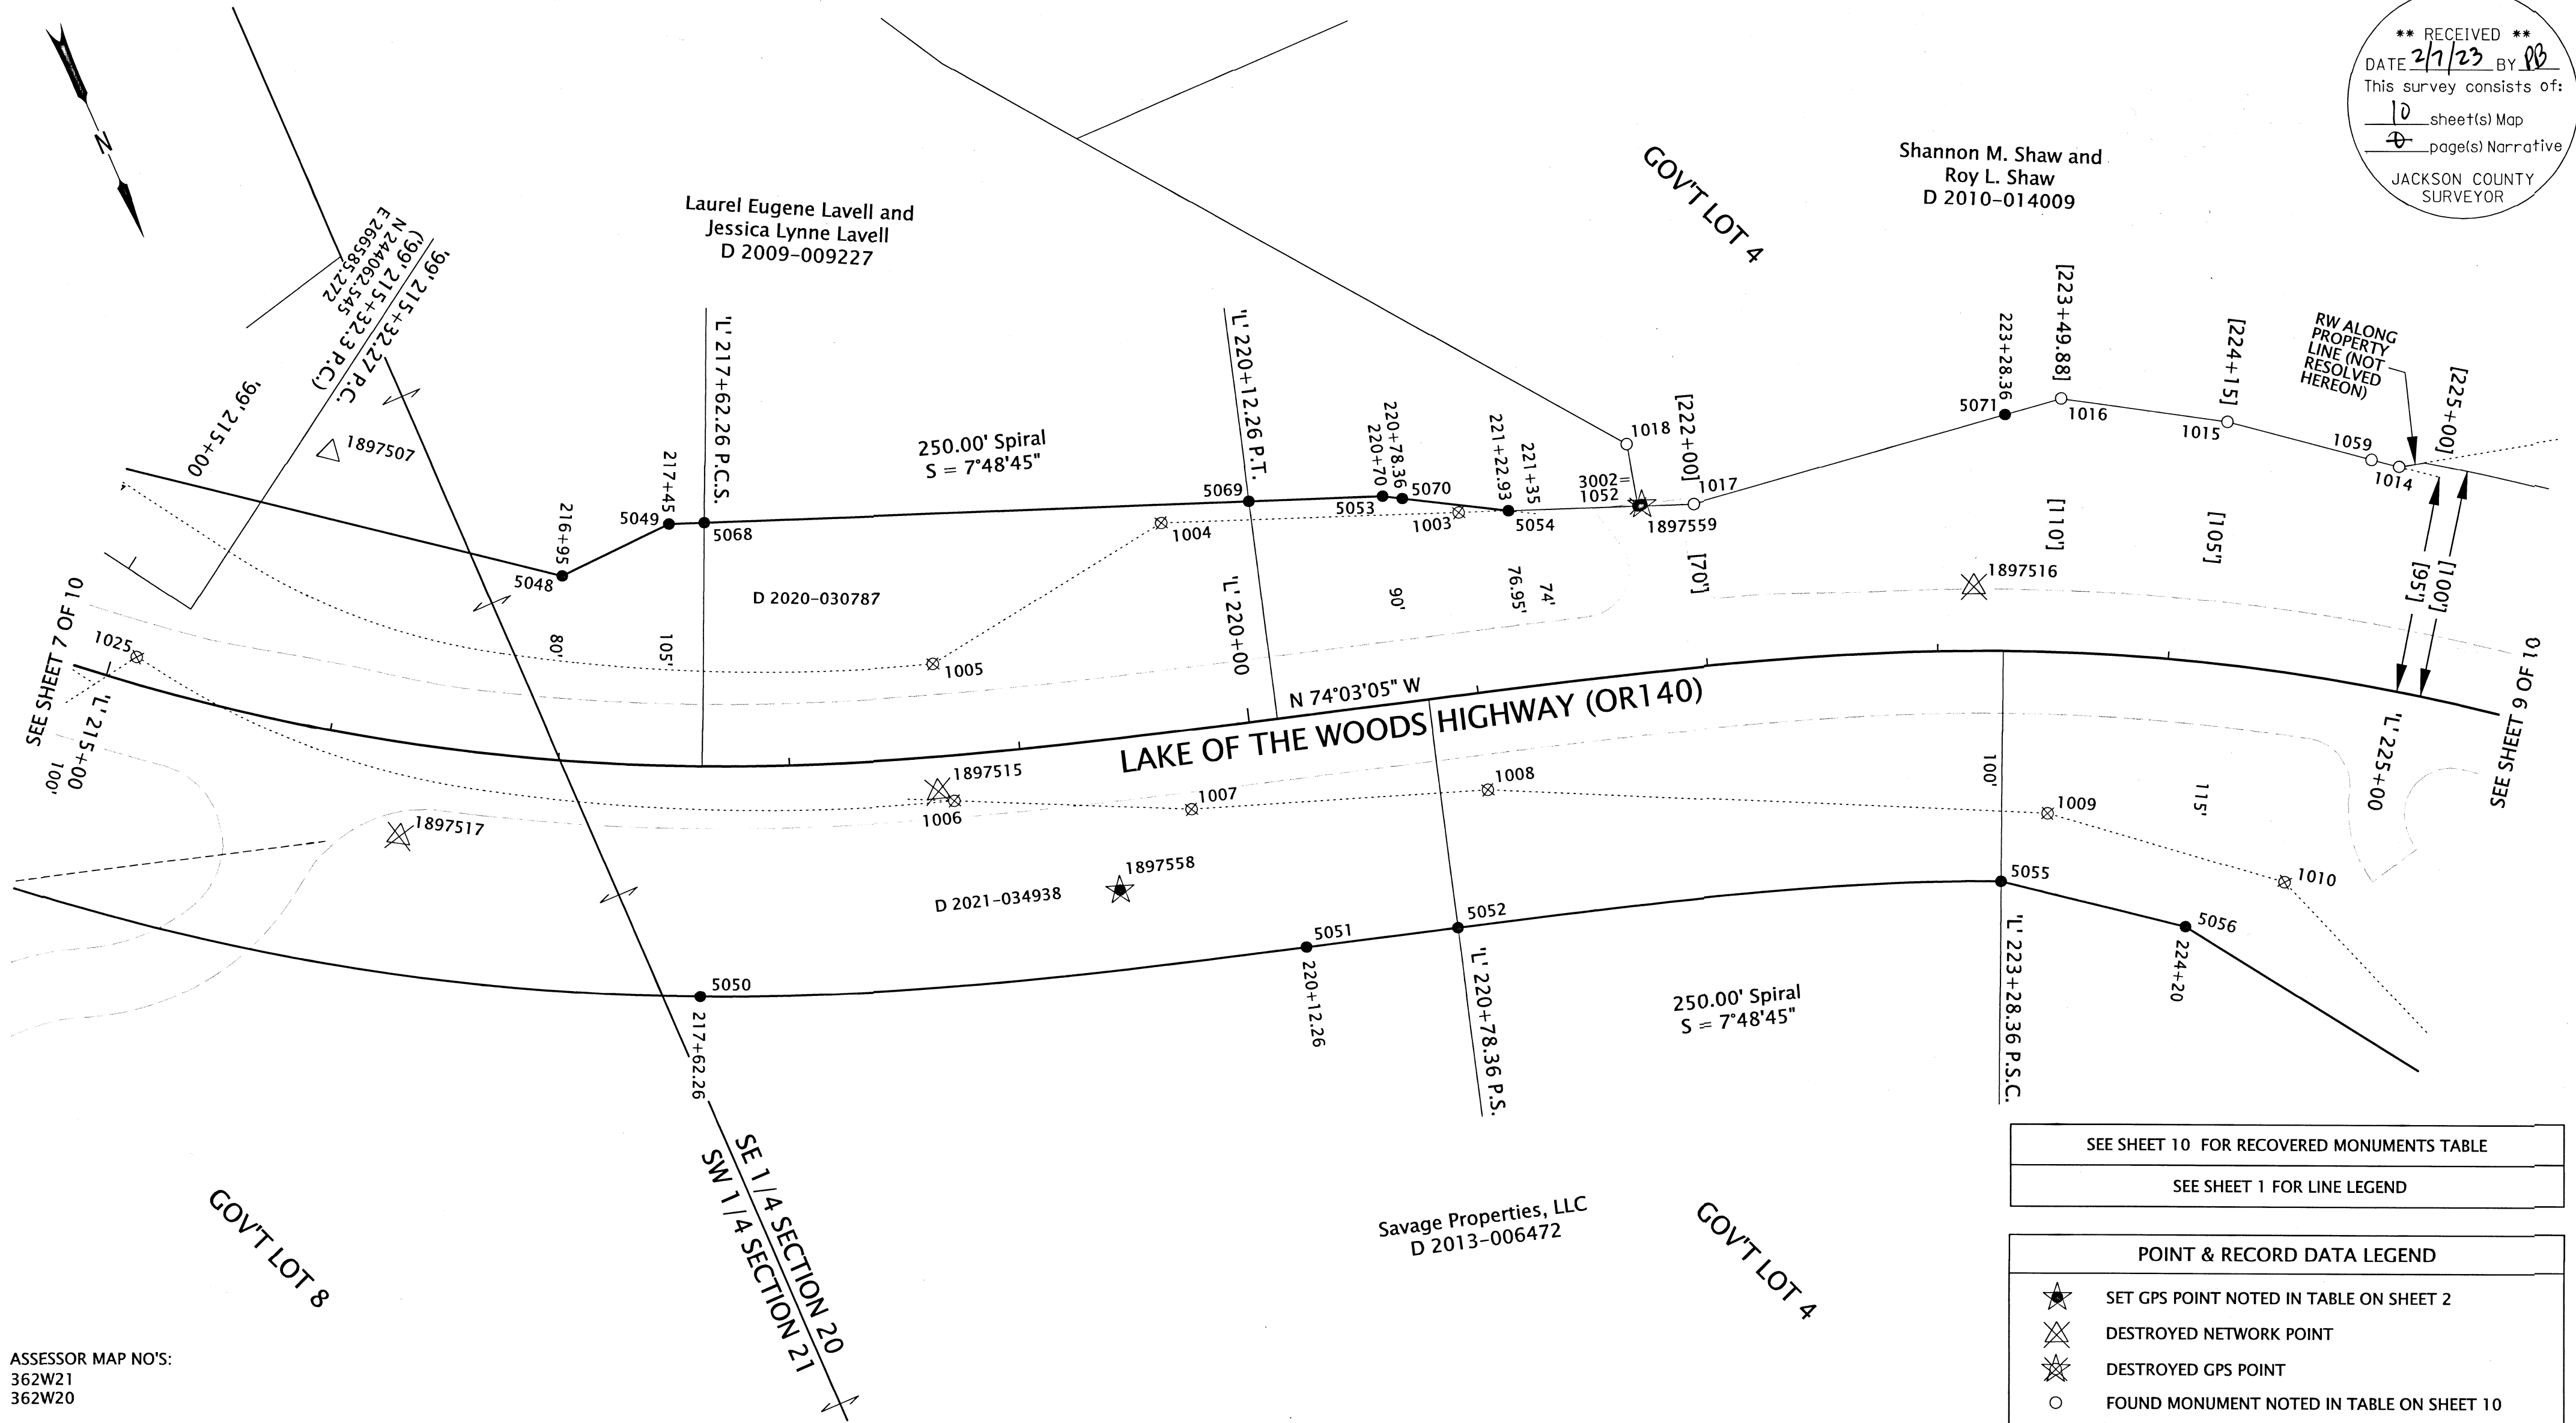 ** RECEIVED **
DATE 2/7/23 BY PB
This survey consists of:
10 sheet(s) Map
0 page(s) Narrative
JACKSON COUNTY
SURVEYOR
N
Laurel Eugene Lavell and
Jessica Lynne Lavell
D 2009-009227
GOV'T LOT 4
Shannon M. Shaw and
Roy L. Shaw
D 2010-014009
'99' 215+32.27 P.C.
('99' 215+32.3 P.C.)
N 244062.545
E 266585.272
'99' 215+00
1897507
216+95
5048
217+45
5049
'L' 217+62.26 P.C.S.
5068
250.00' Spiral
S = 7°48'45"
'L' 220+12.26 P.T.
5069
1004
220+78.36
220+70
5070
5053
1003
221+22.93
221+35
5054
1018
3002=
1052
1897559
[222+00]
1017
223+28.36
5071
[223+49.88]
1016
[224+15]
1015
RW ALONG
PROPERTY
LINE (NOT
RESOLVED
HEREON)
1059
1014
[225+00]
SEE SHEET 7 OF 10
1025
'L' 215+00
100'
80'
105'
D 2020-030787
1005
'L' 220+00
90'
76.95'
74'
[70']
1897516
[110']
[105']
[95']
[100']
N 74°03'05" W
LAKE OF THE WOODS HIGHWAY (OR140)
'L' 225+00
SEE SHEET 9 OF 10
1897517
1897515
1006
1007
1008
100'
115'
1009
1010
1897558
D 2021-034938
5050
217+62.26
5051
220+12.26
5052
'L' 220+78.36 P.S.
250.00' Spiral
S = 7°48'45"
5055
'L' 223+28.36 P.S.C.
5056
224+20
SE 1/4 SECTION 20
SW 1/4 SECTION 21
GOV'T LOT 8
Savage Properties, LLC
D 2013-006472
GOV'T LOT 4
SEE SHEET 10 FOR RECOVERED MONUMENTS TABLE
SEE SHEET 1 FOR LINE LEGEND
POINT & RECORD DATA LEGEND
SET GPS POINT NOTED IN TABLE ON SHEET 2
DESTROYED NETWORK POINT
DESTROYED GPS POINT
FOUND MONUMENT NOTED IN TABLE ON SHEET 10
ASSESSOR MAP NO'S:
362W21
362W20